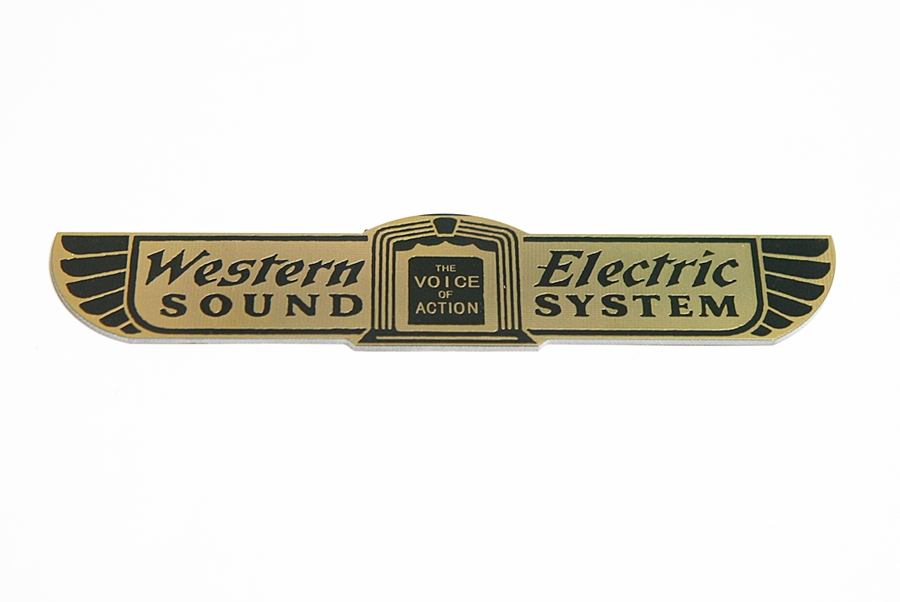 Western Electric
SOUND SYSTEM
THE
VOICE
OF
ACTION